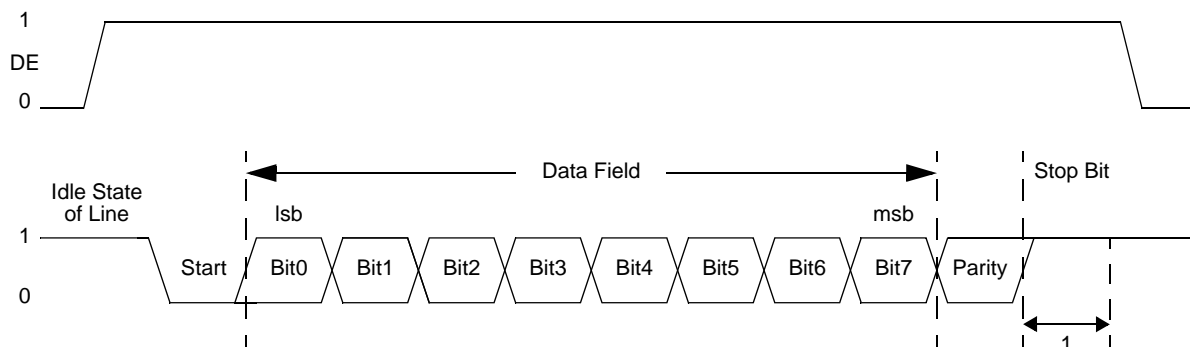 1
DE
0
Data Field
Stop Bit
Idle State
of Line
lsb
msb
1
Start
Bit0
Bit1
Bit2
Bit3
Bit4
Bit5
Bit6
Bit7
Parity
0
1